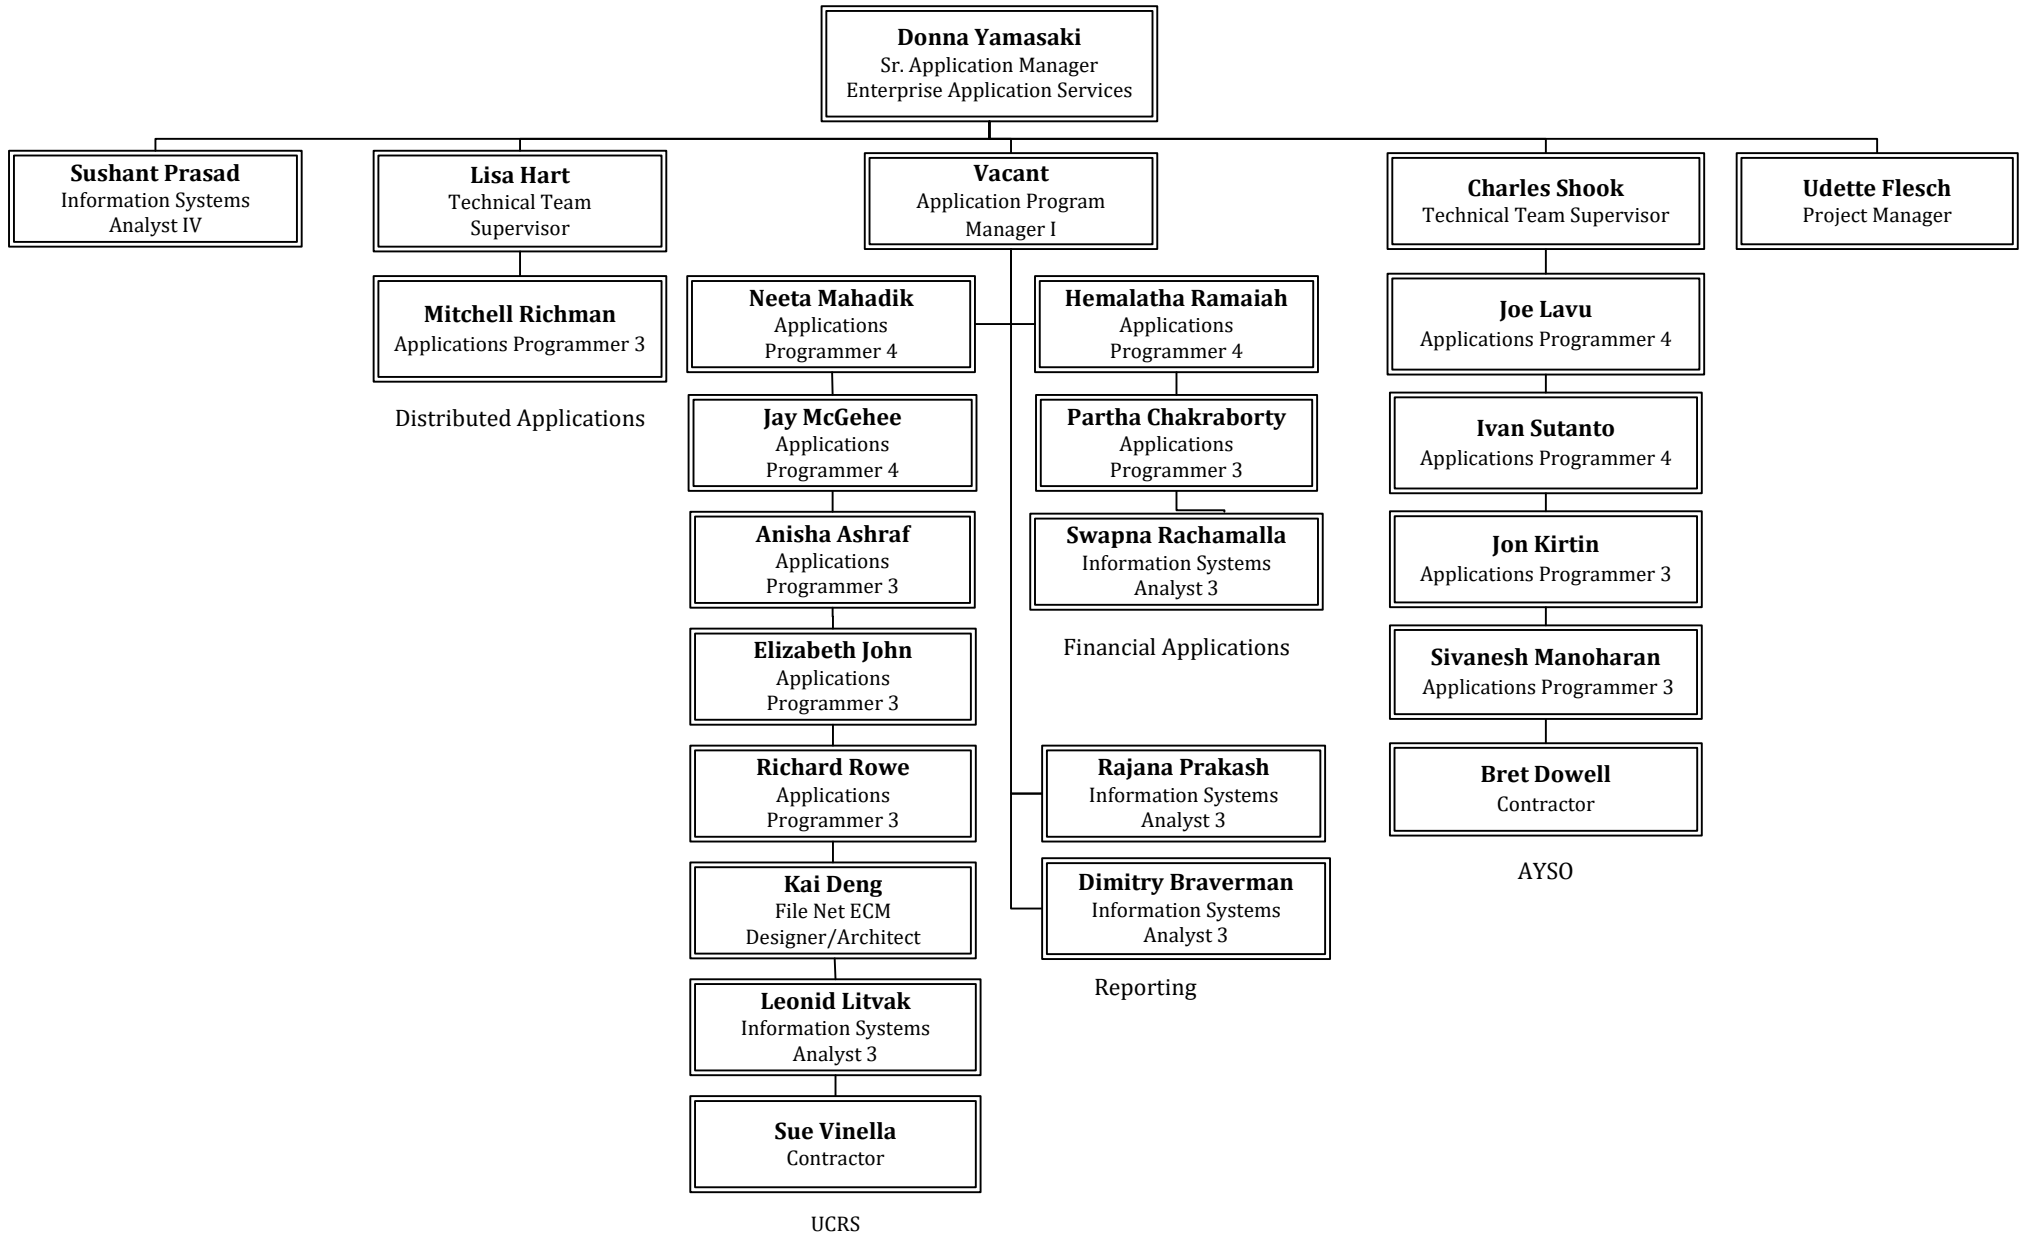 Donna Yamasaki
Sr. Application Manager
Enterprise Application Services
Sushant Prasad
Information Systems
Analyst IV
Lisa Hart
Technical Team
Supervisor
Vacant
Application Program
Manager I
Charles Shook
Technical Team Supervisor
Udette Flesch
Project Manager
Mitchell Richman
Applications Programmer 3
Distributed Applications
Neeta Mahadik
Applications
Programmer 4
Jay McGehee
Applications
Programmer 4
Anisha Ashraf
Applications
Programmer 3
Elizabeth John
Applications
Programmer 3
Richard Rowe
Applications
Programmer 3
Kai Deng
File Net ECM
Designer/Architect
Leonid Litvak
Information Systems
Analyst 3
Sue Vinella
Contractor
UCRS
Hemalatha Ramaiah
Applications
Programmer 4
Partha Chakraborty
Applications
Programmer 3
Swapna Rachamalla
Information Systems
Analyst 3
Financial Applications
Rajana Prakash
Information Systems
Analyst 3
Dimitry Braverman
Information Systems
Analyst 3
Reporting
Joe Lavu
Applications Programmer 4
Ivan Sutanto
Applications Programmer 4
Jon Kirtin
Applications Programmer 3
Sivanesh Manoharan
Applications Programmer 3
Bret Dowell
Contractor
AYSO